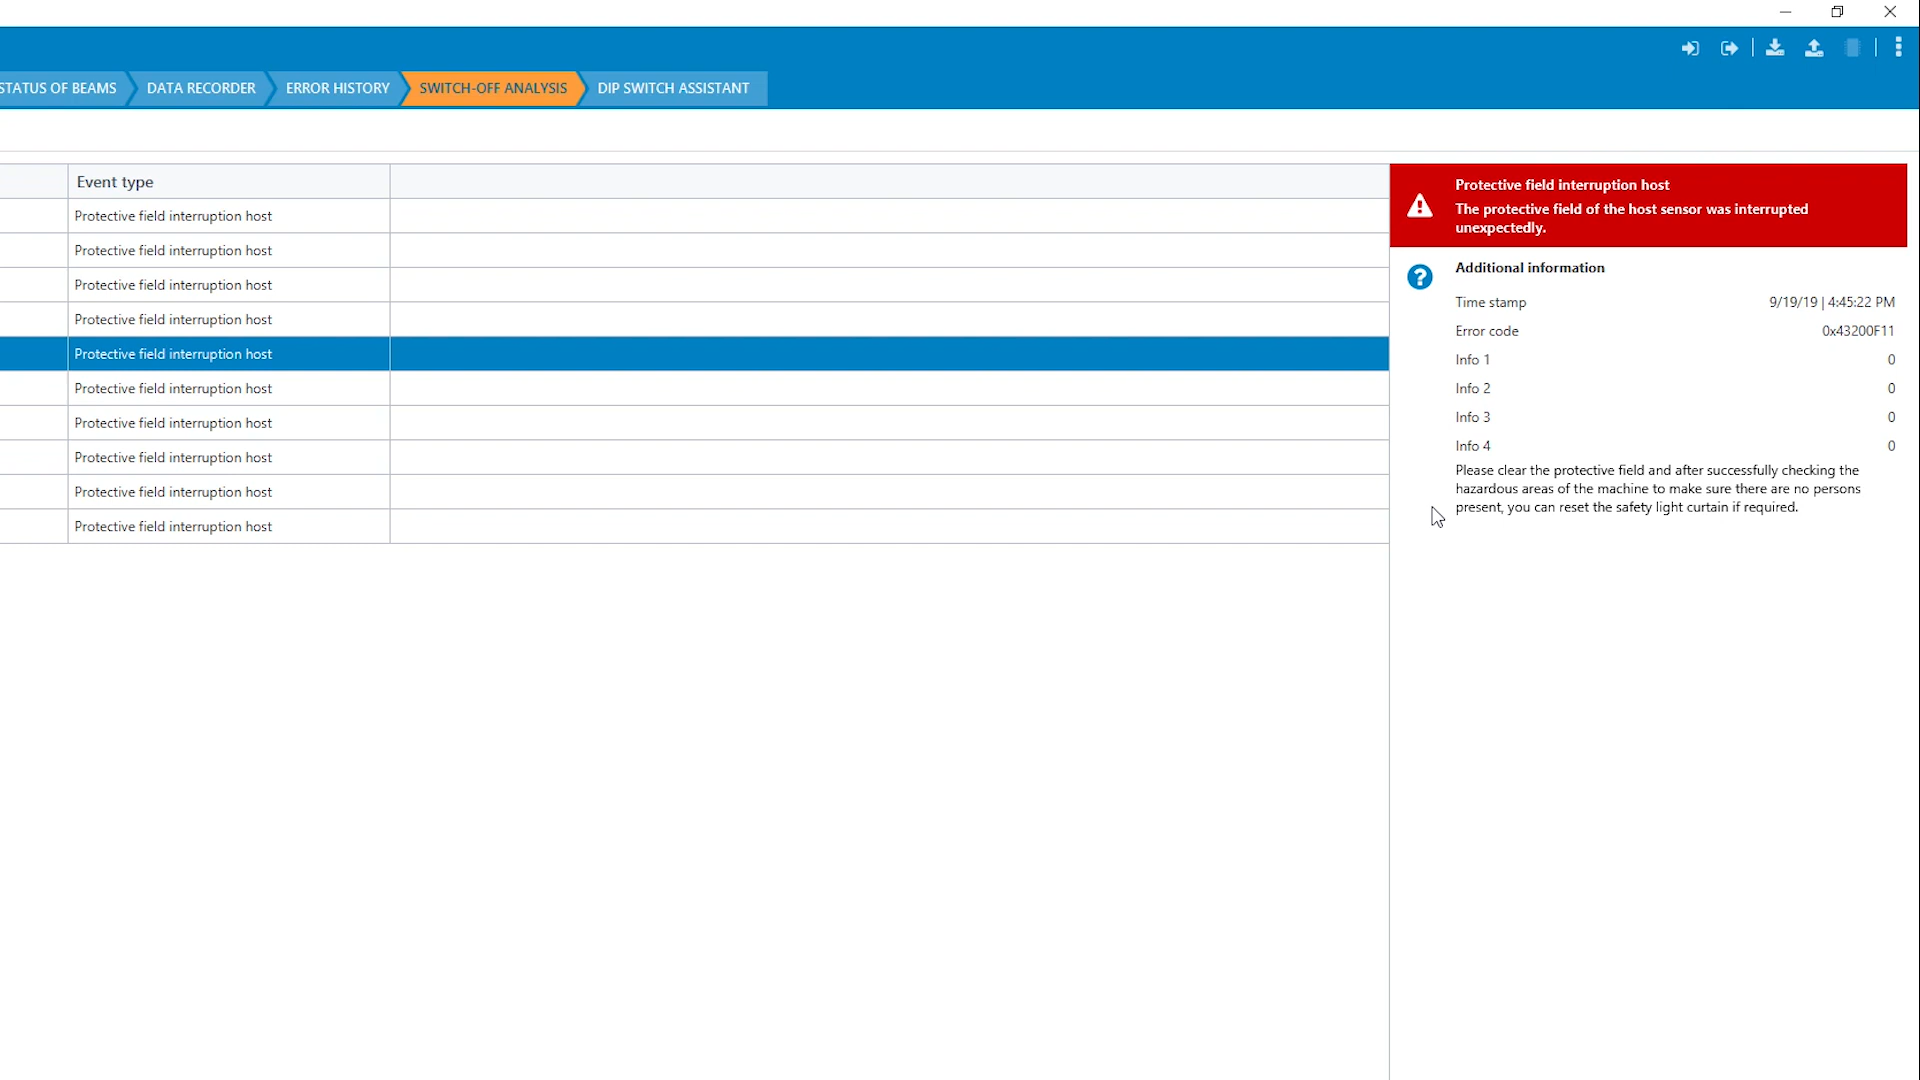 STATUS OF BEAMS
DATA RECORDER
ERROR HISTORY
SWITCH-OFF ANALYSIS
DIP SWITCH ASSISTANT
Event type
Protective field interruption host
Protective field interruption host
Protective field interruption host
Protective field interruption host
Protective field interruption host
Protective field interruption host
Protective field interruption host
Protective field interruption host
Protective field interruption host
Protective field interruption host
Protective field interruption host
The protective field of the host sensor was interrupted
unexpectedly.
Additional information
Time stamp 9/19/19 | 4:45:22 PM
Error code 0x43200F11
Info 1 0
Info 2 0
Info 3 0
Info 4 0
Please clear the protective field and after successfully checking the
hazardous areas of the machine to make sure there are no persons
present, you can reset the safety light curtain if required.